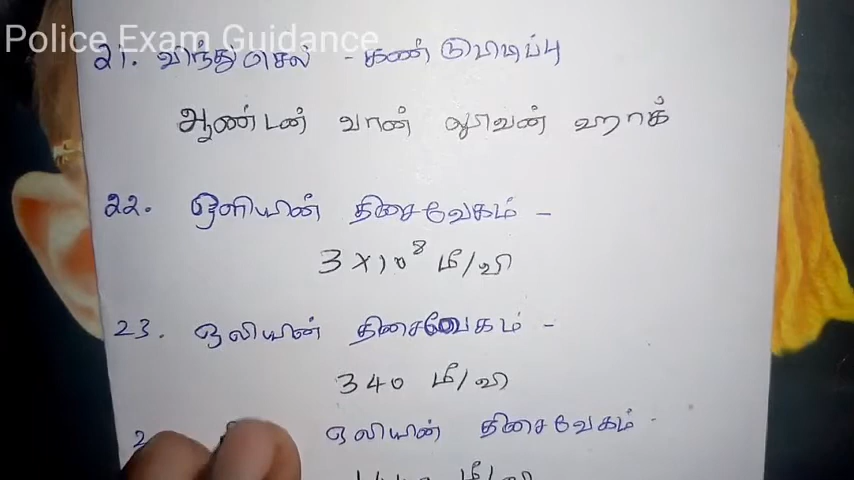 Police Exam Guidance
21. விந்து செல் - கண்டுபிடிப்பு
ஆண்டன் வான் லூவன் ஹாக்
22. ஒளியின் திசைவேகம் -
3 x 10⁸ மீ/வி
23. ஒலியின் திசைவேகம் -
340 மீ/வி
2 ஒலியின் திசைவேகம் -
மீ/வி